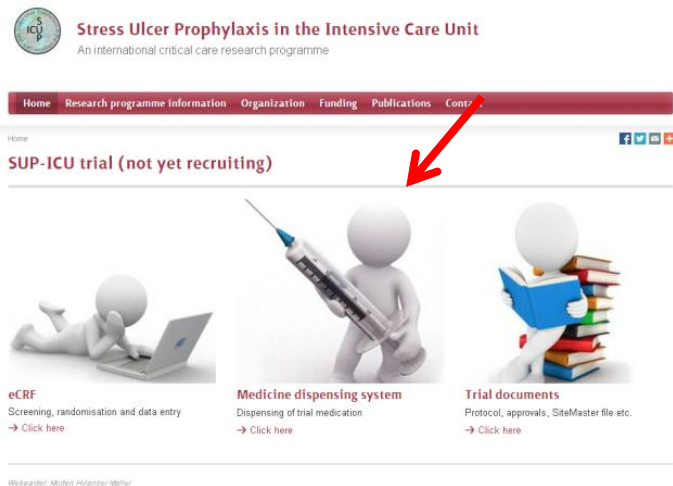 S
ICU
P
Stress Ulcer Prophylaxis in the Intensive Care Unit
An international critical care research programme
Home Research programme information Organization Funding Publications
Home
SUP-ICU trial (not yet recruiting)
eCRF
Screening, randomisation and data entry
→ Click here
Medicine dispensing system
Dispensing of trial medication
→ Click here
Trial documents
Protocol, approvals, SiteMaster file etc.
→ Click here
Webmaster: Morten Hylander Møller